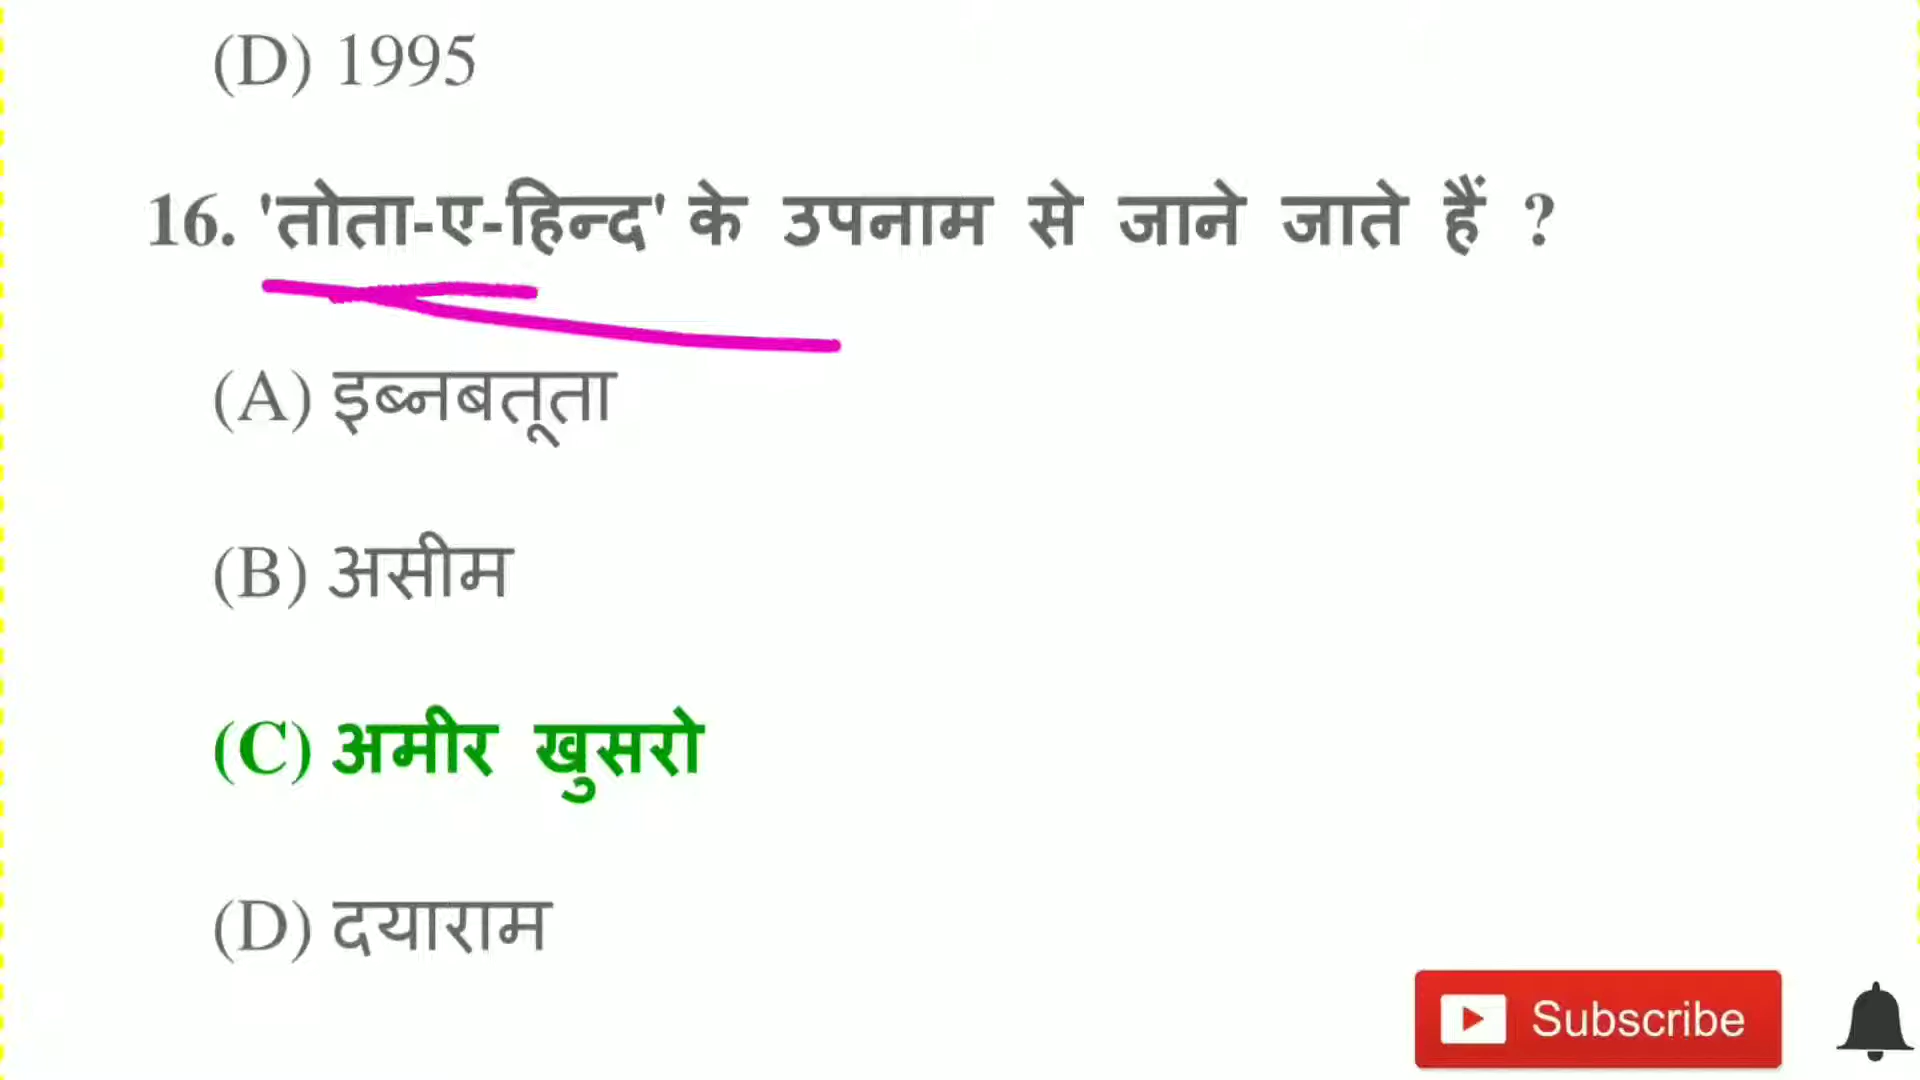 (D) 1995
16. 'तोता-ए-हिन्द' के उपनाम से जाने जाते हैं ?
(A) इब्नबतूता
(B) असीम
(C) अमीर खुसरो
(D) दयाराम
Subscribe